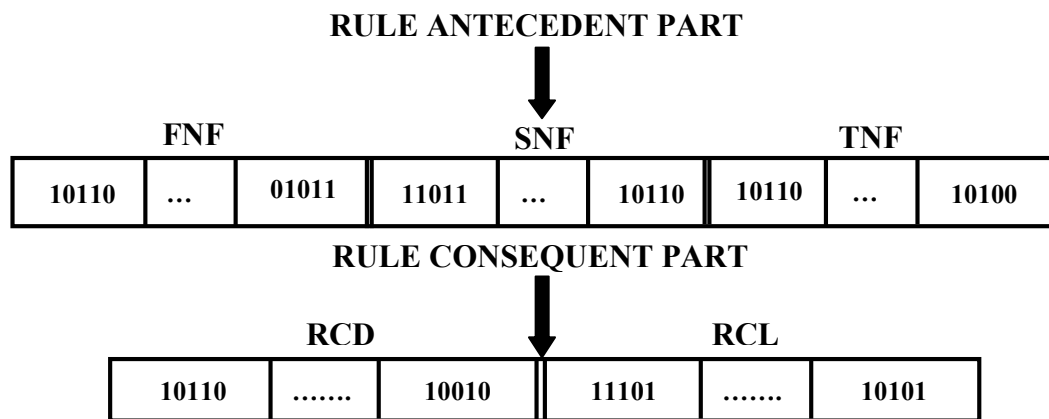 RULE ANTECEDENT PART
FNF SNF TNF
10110 ... 01011 11011 ... 10110 10110 ... 10100
RULE CONSEQUENT PART
RCD RCL
10110 ....... 10010 11101 ....... 10101